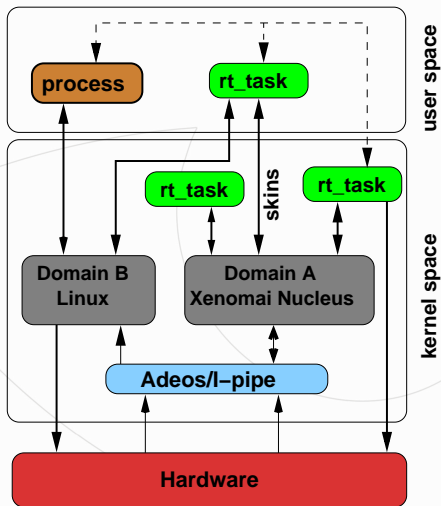 process
rt_task
user space
rt_task
skins
rt_task
Domain B
Linux
Domain A
Xenomai Nucleus
kernel space
Adeos/I-pipe
Hardware